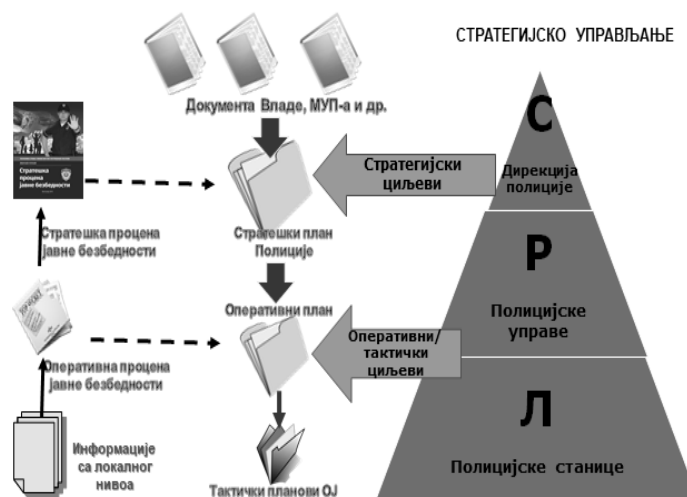 СТРАТЕГИЈСКО УПРАВЉАЊЕ
Документа Владе, МУП-а и др.
Стратешка
процена
јавне безбедности
Стратегијски
циљеви
С
Дирекција
полиције
Стратешка процена
јавне безбедности
Стратешки план
Полиције
Р
Полицијске
управе
Оперативни план
Оперативни/
тактички
циљеви
Оперативна процена
јавне безбедности
Л
Полицијске станице
Информације
са локалног
нивоа
Тактички планови ОЈ